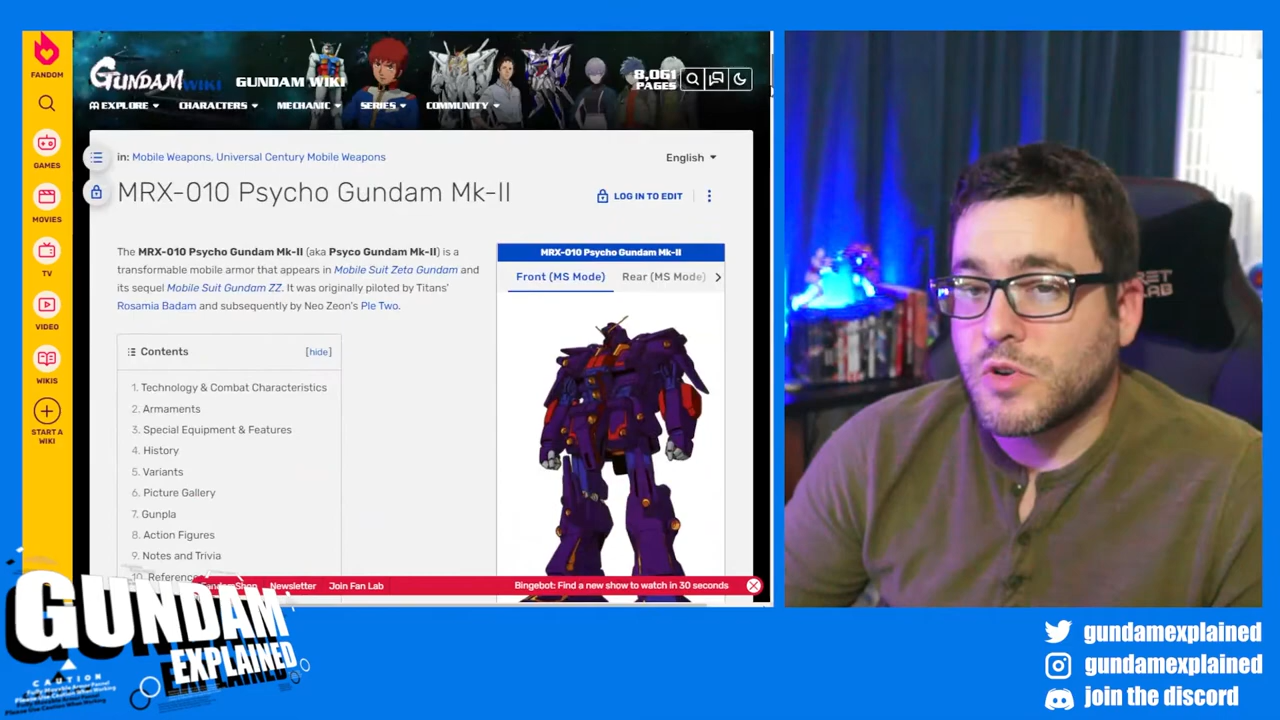 FANDOM
GAMES
MOVIES
TV
VIDEO
WIKIS
START A
WIKI
GUNDAM WIKI
GUNDAM WIKI
8,061
PAGES
EXPLORE
CHARACTERS
MECHANIC
SERIES
COMMUNITY
in: Mobile Weapons, Universal Century Mobile Weapons
English
MRX-010 Psycho Gundam Mk-II
LOG IN TO EDIT
The MRX-010 Psycho Gundam Mk-II (aka Psyco Gundam Mk-II) is a
transformable mobile armor that appears in Mobile Suit Zeta Gundam and
its sequel Mobile Suit Gundam ZZ. It was originally piloted by Titans'
Rosamia Badam and subsequently by Neo Zeon's Ple Two.
MRX-010 Psycho Gundam Mk-II
Front (MS Mode)
Rear (MS Mode)
Contents
[hide]
1. Technology & Combat Characteristics
2. Armaments
3. Special Equipment & Features
4. History
5. Variants
6. Picture Gallery
7. Gunpla
8. Action Figures
9. Notes and Trivia
Newsletter
Join Fan Lab
Bingebot: Find a new show to watch in 30 seconds
GUNDAM
EXPLAINED
CAUTION
gundamexplained
gundamexplained
join the discord